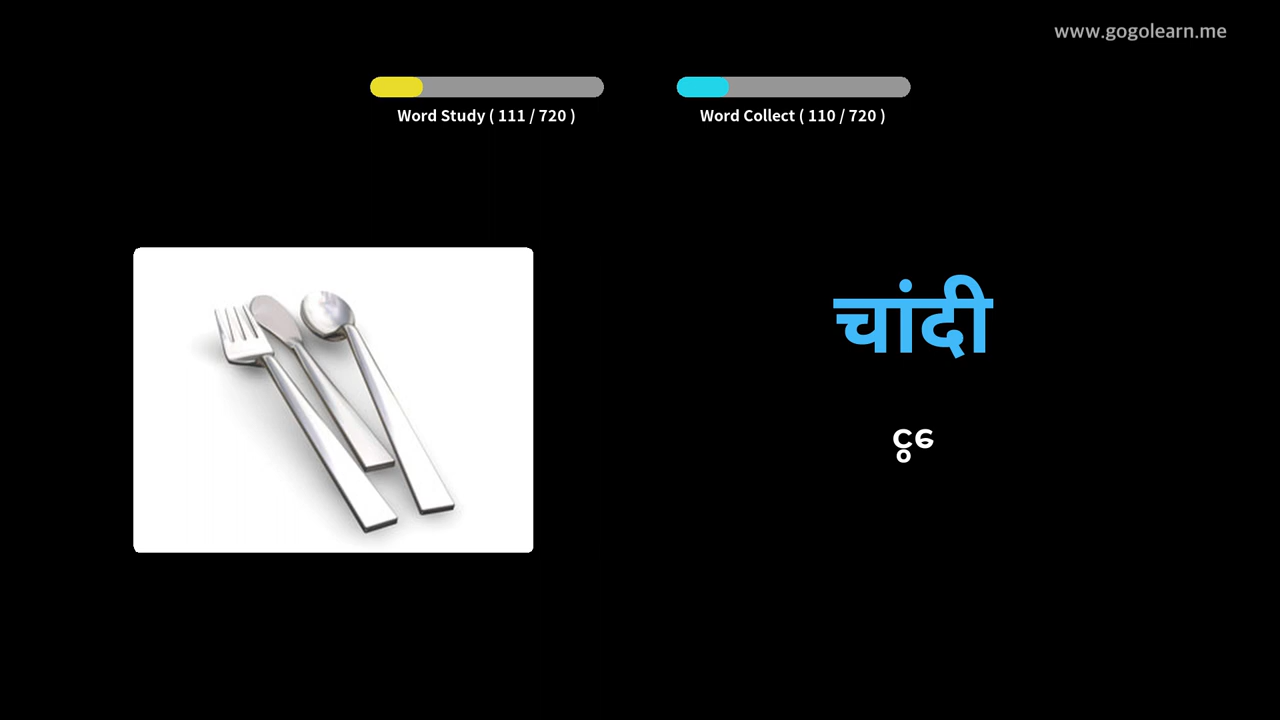 www.gogolearn.me
Word Study ( 111 / 720 )
Word Collect ( 110 / 720 )
चांदी
ငွေ